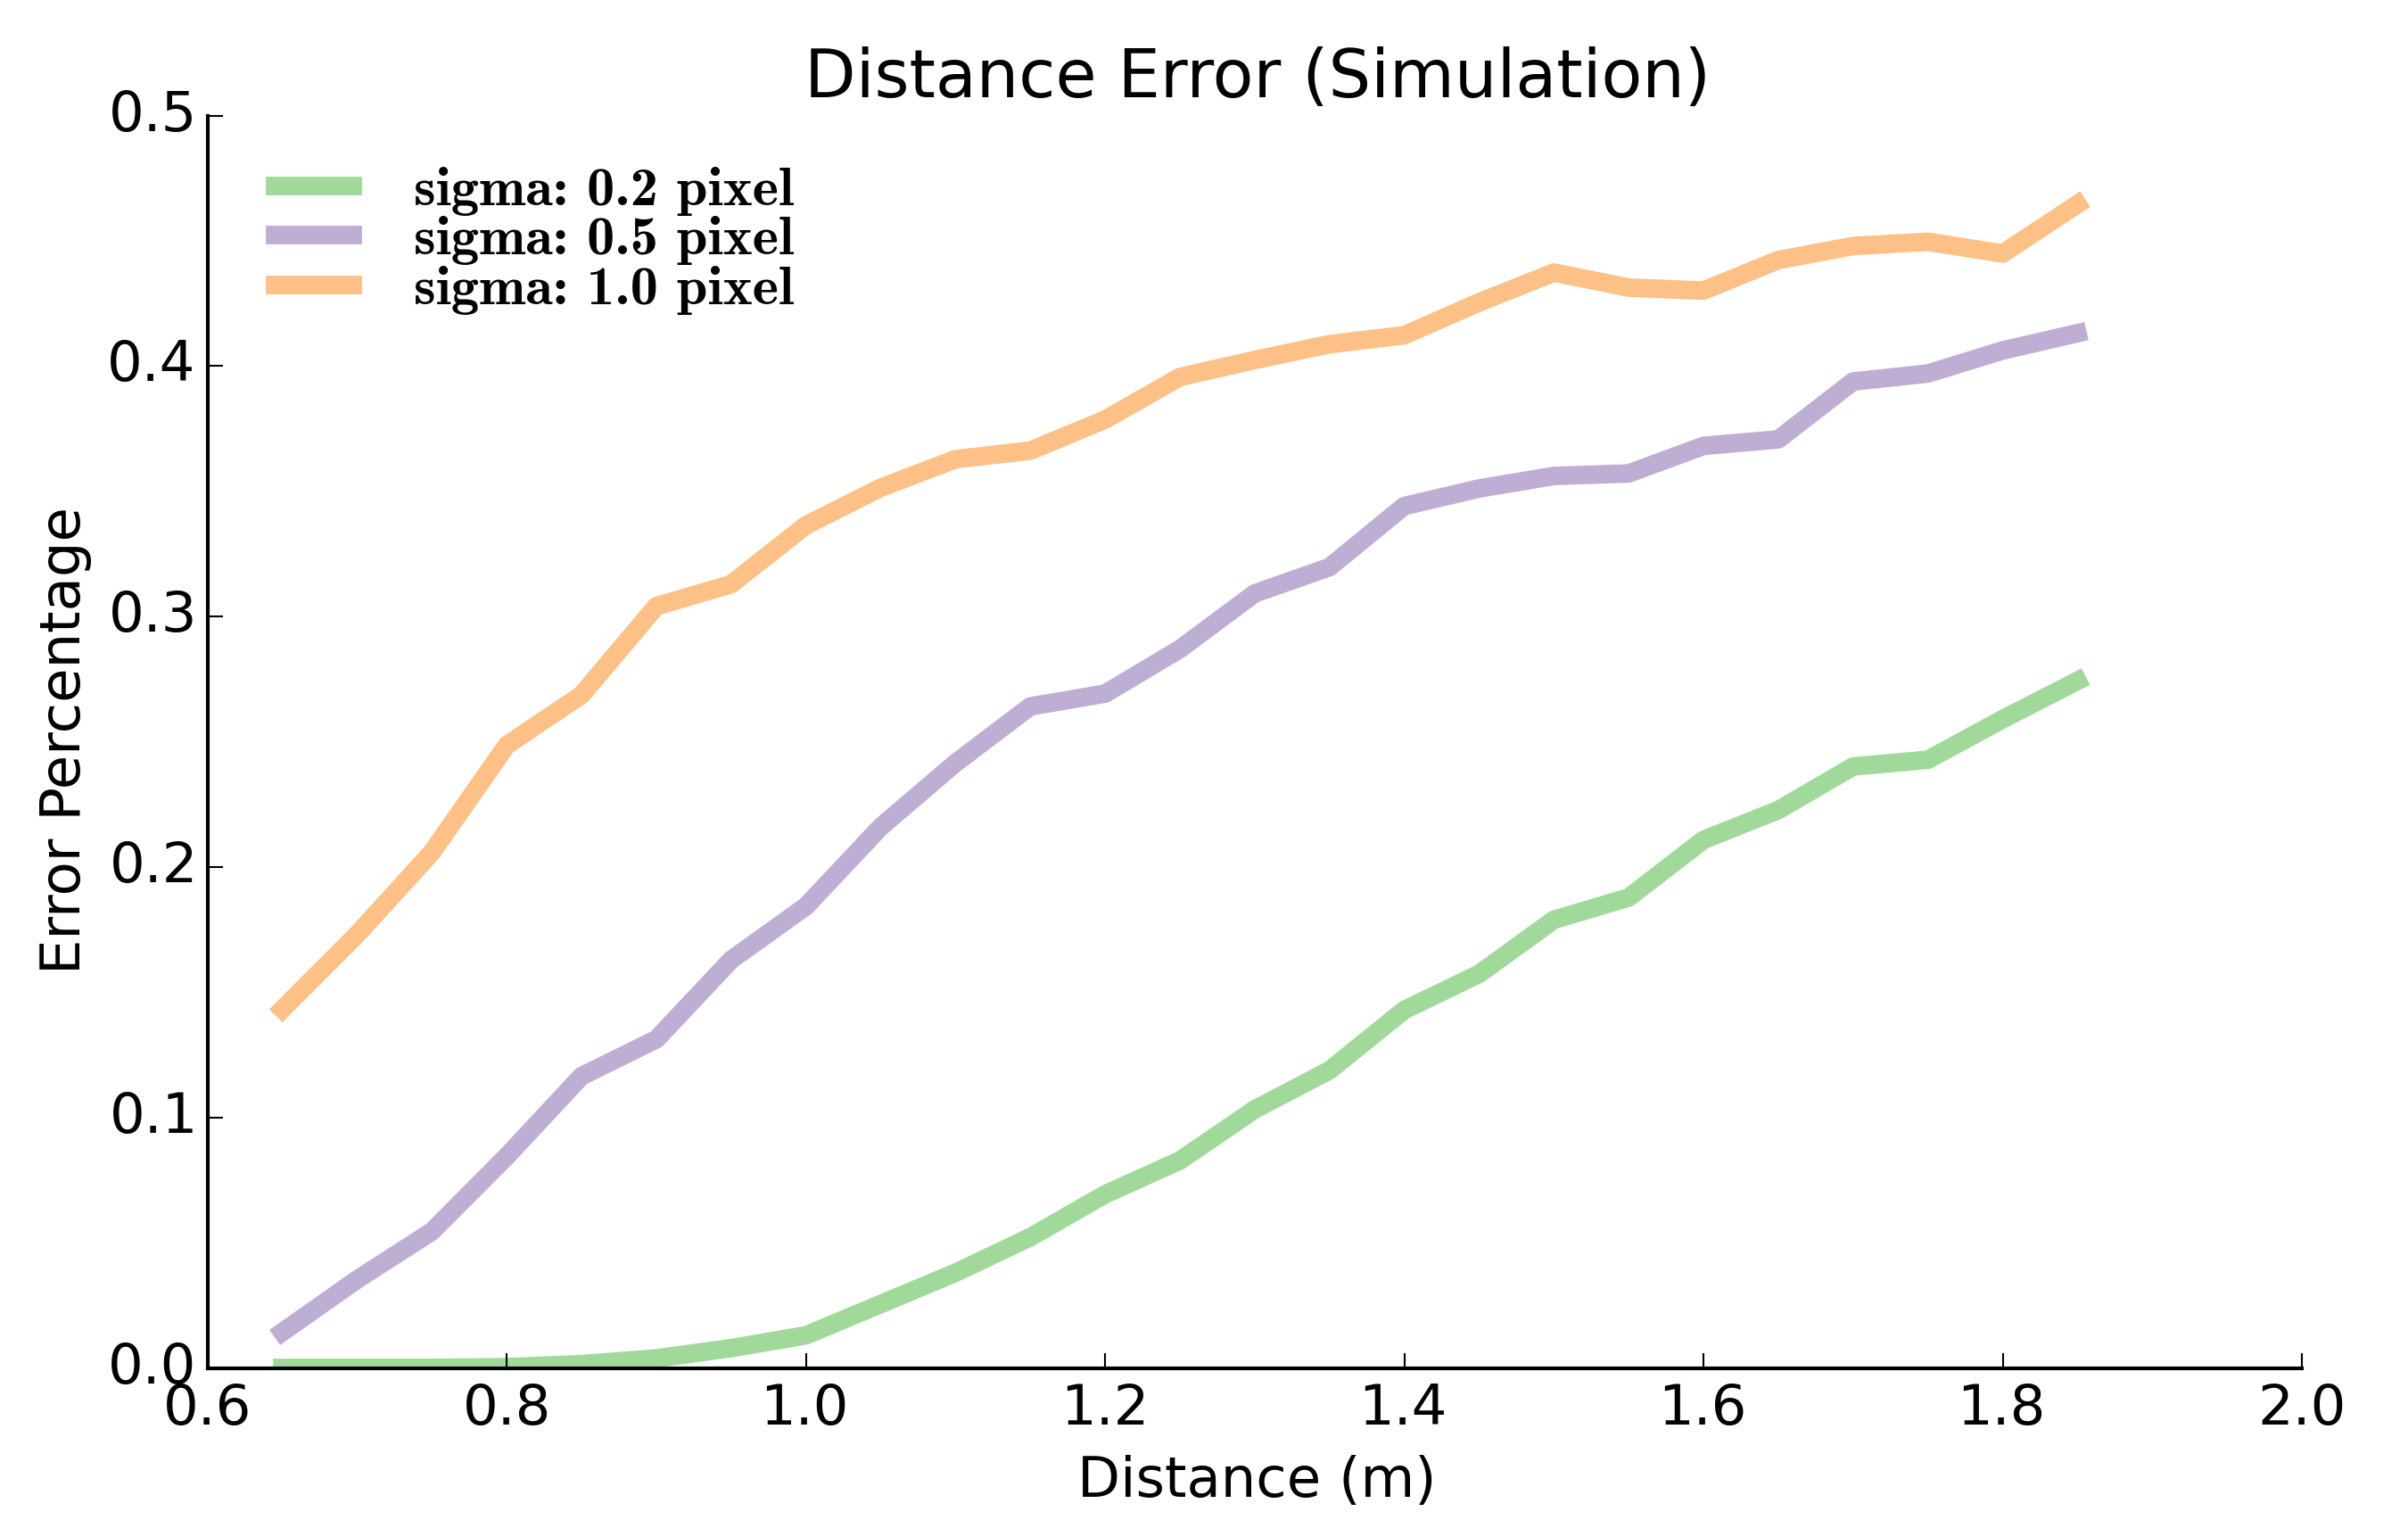 Distance Error (Simulation)
sigma: 0.2 pixel
sigma: 0.5 pixel
sigma: 1.0 pixel
Error Percentage
0.5
0.4
0.3
0.2
0.1
0.0
0.6 0.8 1.0 1.2 1.4 1.6 1.8 2.0
Distance (m)